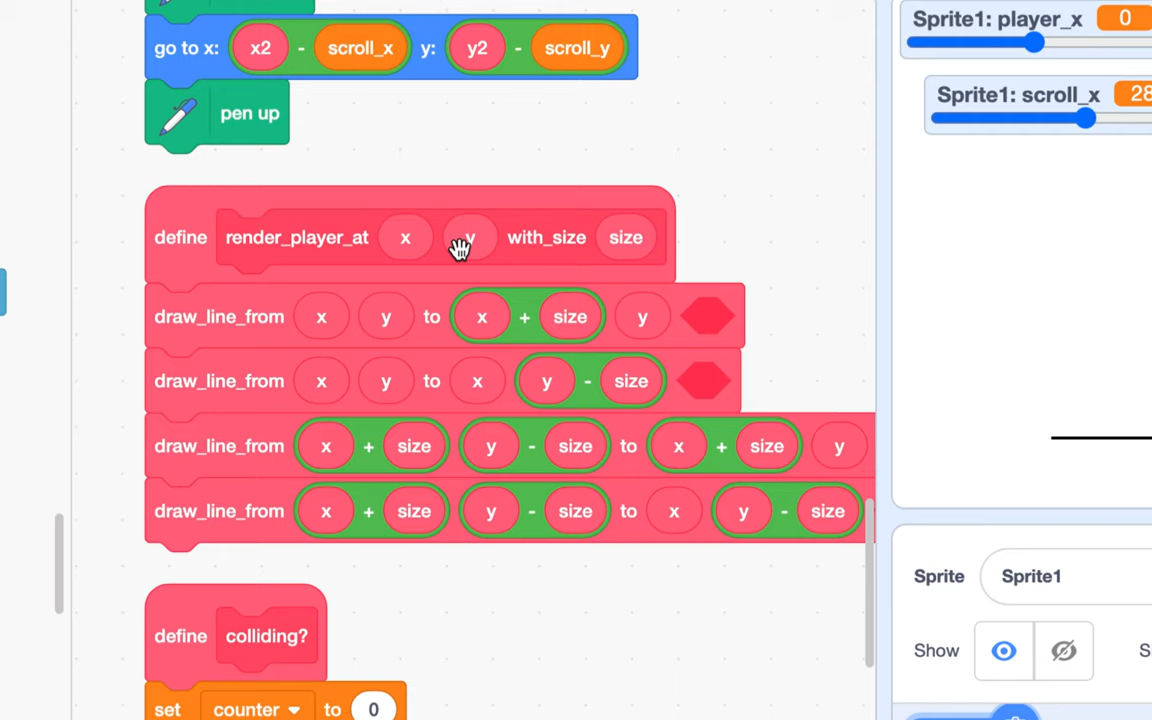 go to x: x2 - scroll_x y: y2 - scroll_y
pen up
define render_player_at x y with_size size
draw_line_from x y to x + size y
draw_line_from x y to x y - size
draw_line_from x + size y - size to x + size y
draw_line_from x + size y - size to x y - size
define colliding?
set counter to 0
Sprite1: player_x 0
Sprite1: scroll_x 28
Sprite Sprite1
Show